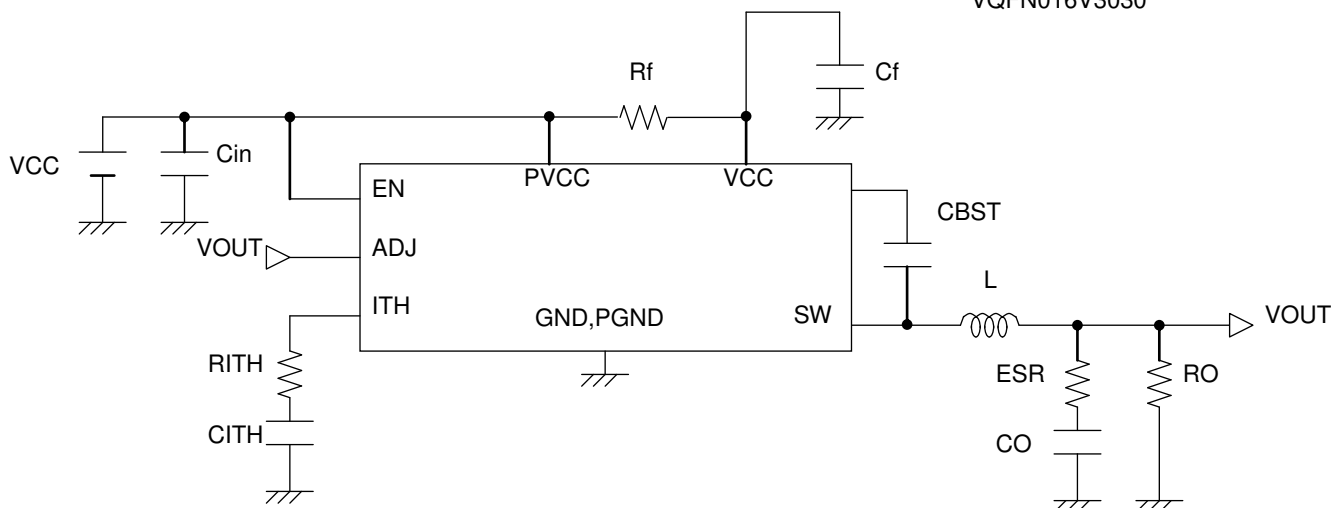 VQFN016V3030
Rf
Cf
VCC
Cin
EN
PVCC
VCC
CBST
VOUT
ADJ
L
ITH
GND,PGND
SW
VOUT
RITH
ESR
RO
CITH
CO